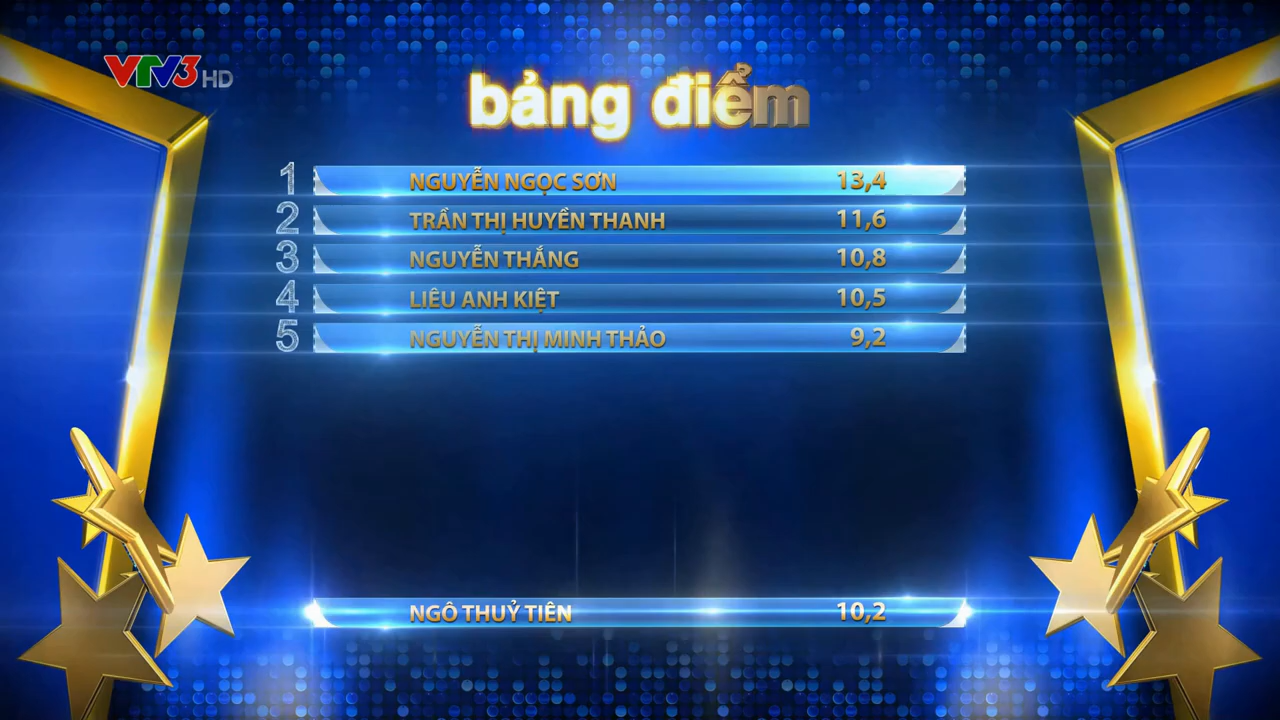 VTV3 HD
bảng điểm
1 NGUYỄN NGỌC SƠN 13,4
2 TRẦN THỊ HUYỀN THANH 11,6
3 NGUYỄN THẮNG 10,8
4 LIÊU ANH KIỆT 10,5
5 NGUYỄN THỊ MINH THẢO 9,2
NGÔ THUỶ TIÊN 10,2